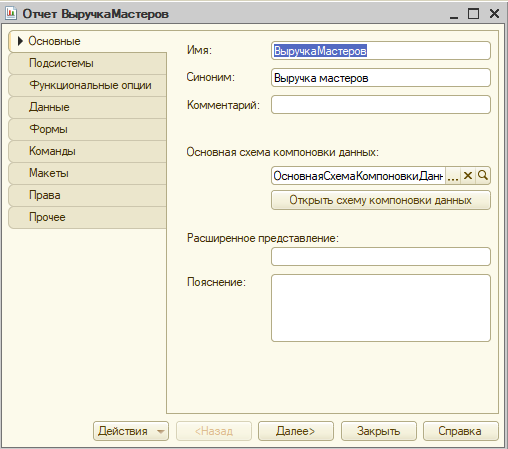 Отчет ВыручкаМастеров
Основные
Подсистемы
Функциональные опции
Данные
Формы
Команды
Макеты
Права
Прочее
Имя: ВыручкаМастеров
Синоним: Выручка мастеров
Комментарий:
Основная схема компоновки данных:
ОсновнаяСхемаКомпоновкиДанн ...
Открыть схему компоновки данных
Расширенное представление:
Пояснение:
Действия <Назад Далее> Закрыть Справка